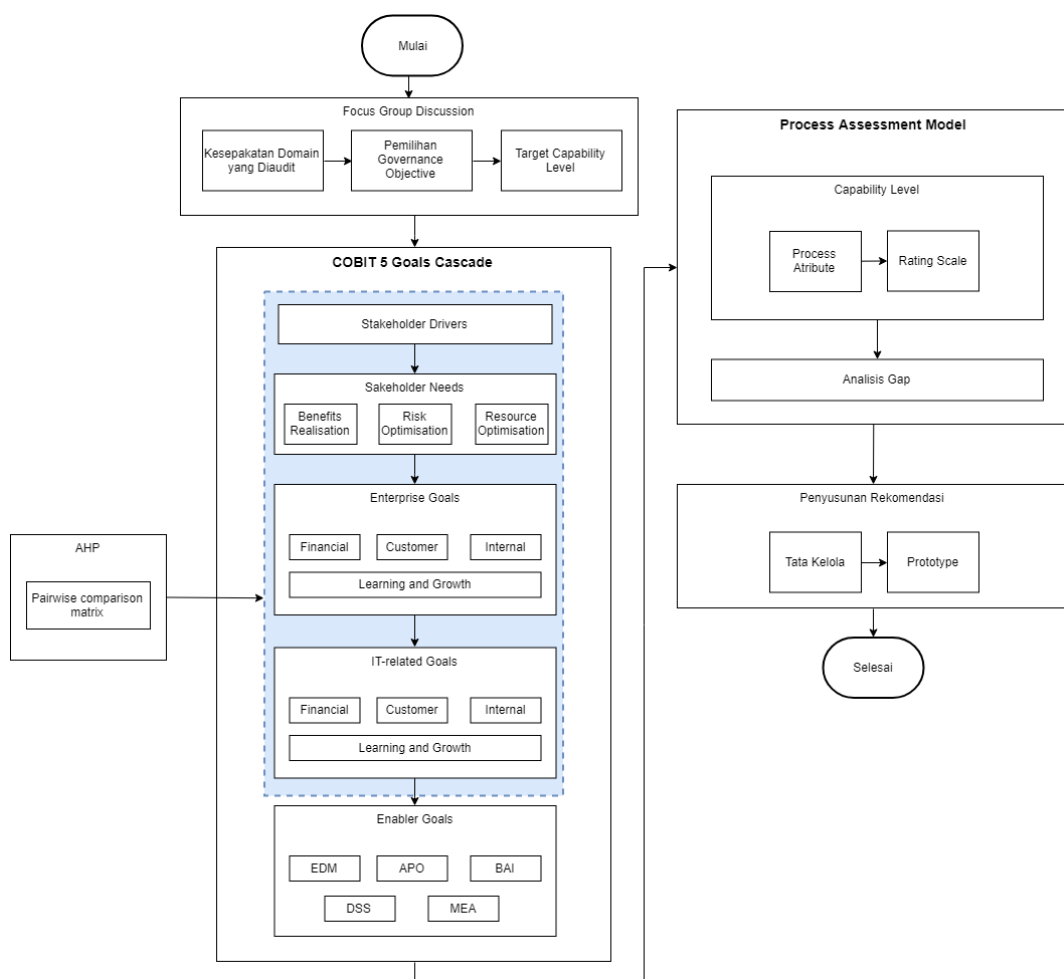 Mulai
Focus Group Discussion
Kesepakatan Domain
yang Diaudit
Pemilihan
Governance
Objective
Target Capability
Level
COBIT 5 Goals Cascade
Stakeholder Drivers
Sakeholder Needs
Benefits
Realisation
Risk
Optimisation
Resource
Optimisation
Enterprise Goals
Financial
Customer
Internal
Learning and Growth
AHP
Pairwise comparison
matrix
IT-related Goals
Financial
Customer
Internal
Learning and Growth
Enabler Goals
EDM
APO
BAI
DSS
MEA
Process Assessment Model
Capability Level
Process
Atribute
Rating Scale
Analisis Gap
Penyusunan Rekomendasi
Tata Kelola
Prototype
Selesai